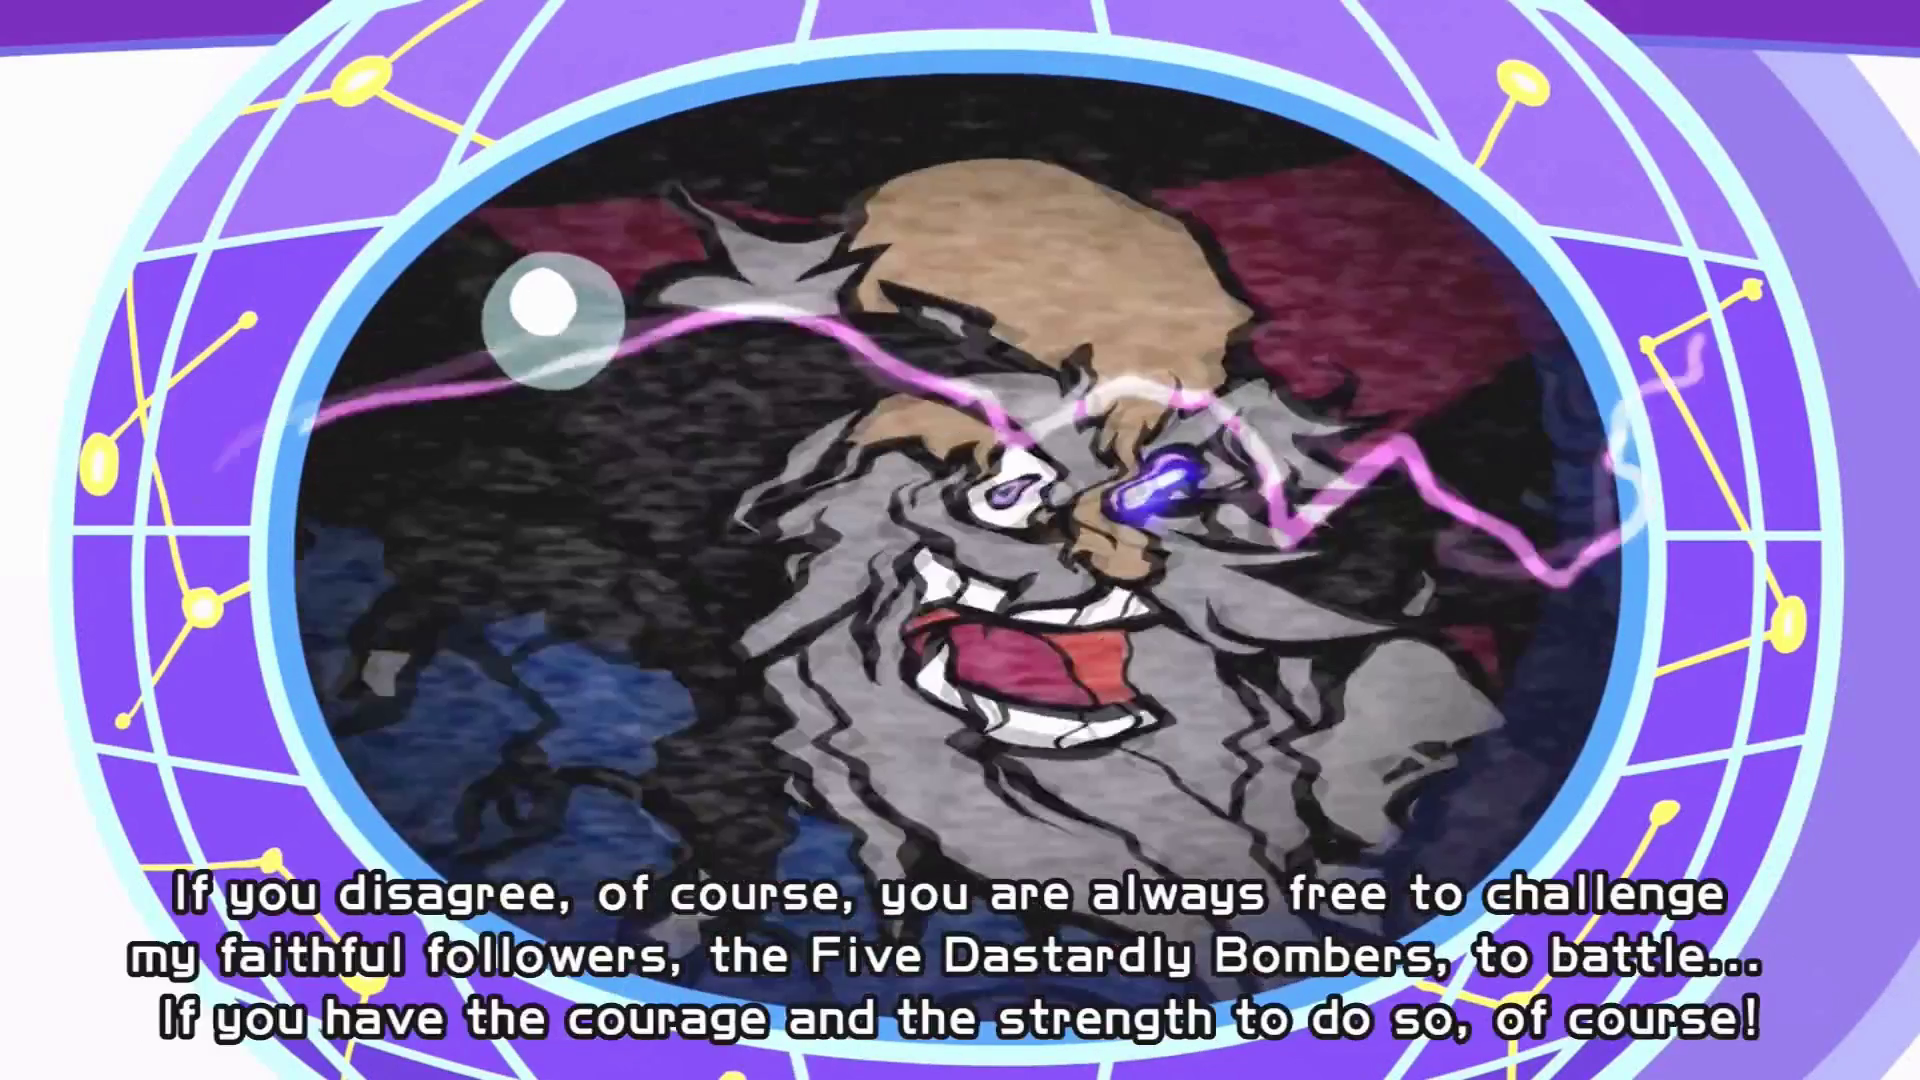 If you disagree, of course, you are always free to challenge
my faithful followers, the Five Dastardly Bombers, to battle...
If you have the courage and the strength to do so, of course!